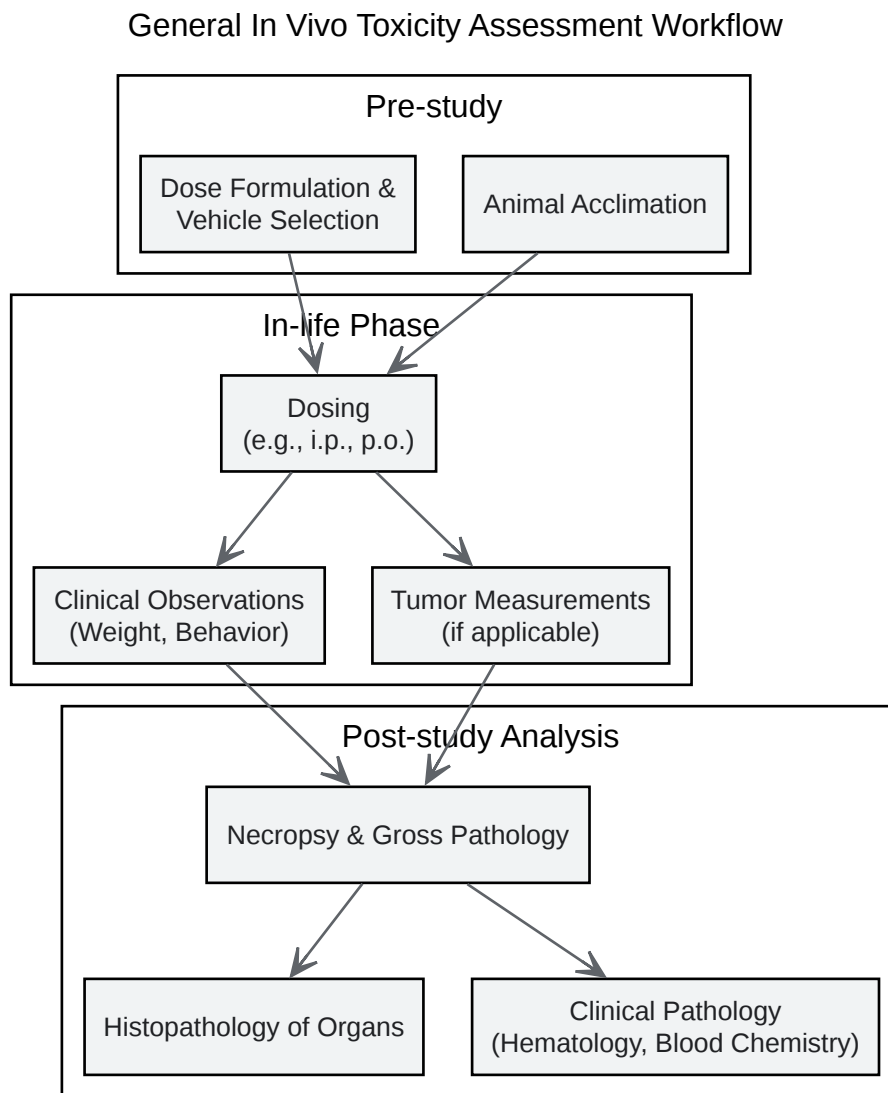 General In Vivo Toxicity Assessment Workflow
Pre-study
Dose Formulation &
Vehicle Selection
Animal Acclimation
In-life Phase
Dosing
(e.g., i.p., p.o.)
Clinical Observations
(Weight, Behavior)
Tumor Measurements
(if applicable)
Post-study Analysis
Necropsy & Gross Pathology
Histopathology of Organs
Clinical Pathology
(Hematology, Blood Chemistry)